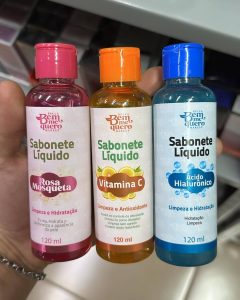 Bem
me
quero
Sabonete
Líquido
Rosa
Mosqueta
Limpeza e Hidratação
120 ml
Bem
me
quero
Sabonete
Líquido
Vitamina C
Limpeza e Antioxidante
120 ml
Bem
me
quero
Sabonete
Líquido
Ácido
Hialurônico
Limpeza e Hidratação
Hidratação
Limpeza
120 ml